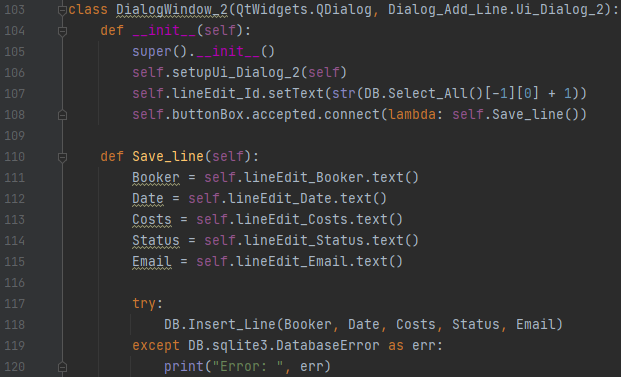 103 class DialogWindow_2(QtWidgets.QDialog, Dialog_Add_Line.Ui_Dialog_2):
104     def __init__(self):
105         super().__init__()
106         self.setupUi_Dialog_2(self)
107         self.lineEdit_Id.setText(str(DB.Select_All()[-1][0] + 1))
108         self.buttonBox.accepted.connect(lambda: self.Save_line())
109
110     def Save_line(self):
111         Booker = self.lineEdit_Booker.text()
112         Date = self.lineEdit_Date.text()
113         Costs = self.lineEdit_Costs.text()
114         Status = self.lineEdit_Status.text()
115         Email = self.lineEdit_Email.text()
116
117         try:
118             DB.Insert_Line(Booker, Date, Costs, Status, Email)
119         except DB.sqlite3.DatabaseError as err:
120             print("Error: ", err)